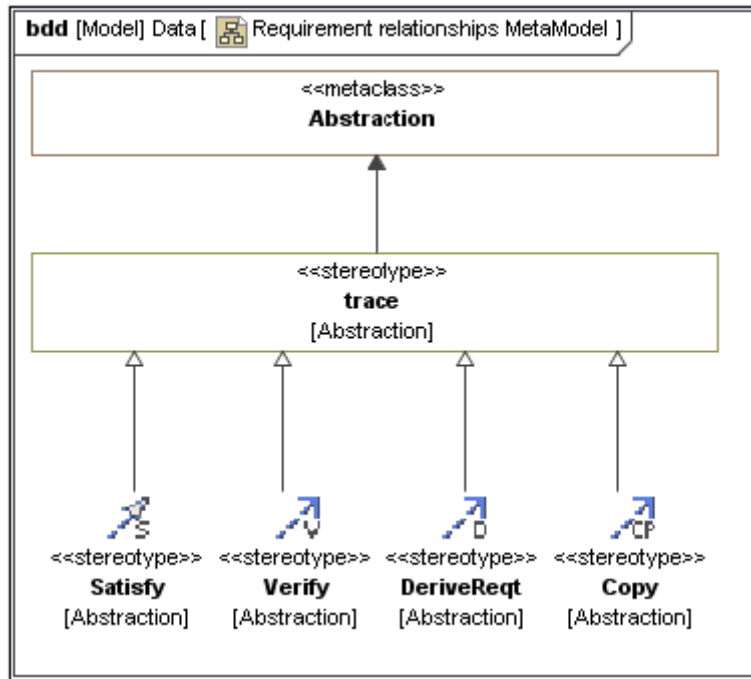 bdd [Model] Data [ Requirement relationships MetaModel ]
<<metaclass>>
Abstraction
<<stereotype>>
trace
[Abstraction]
S V D CP
<<stereotype>> <<stereotype>> <<stereotype>> <<stereotype>>
Satisfy Verify DeriveReqt Copy
[Abstraction] [Abstraction] [Abstraction] [Abstraction]